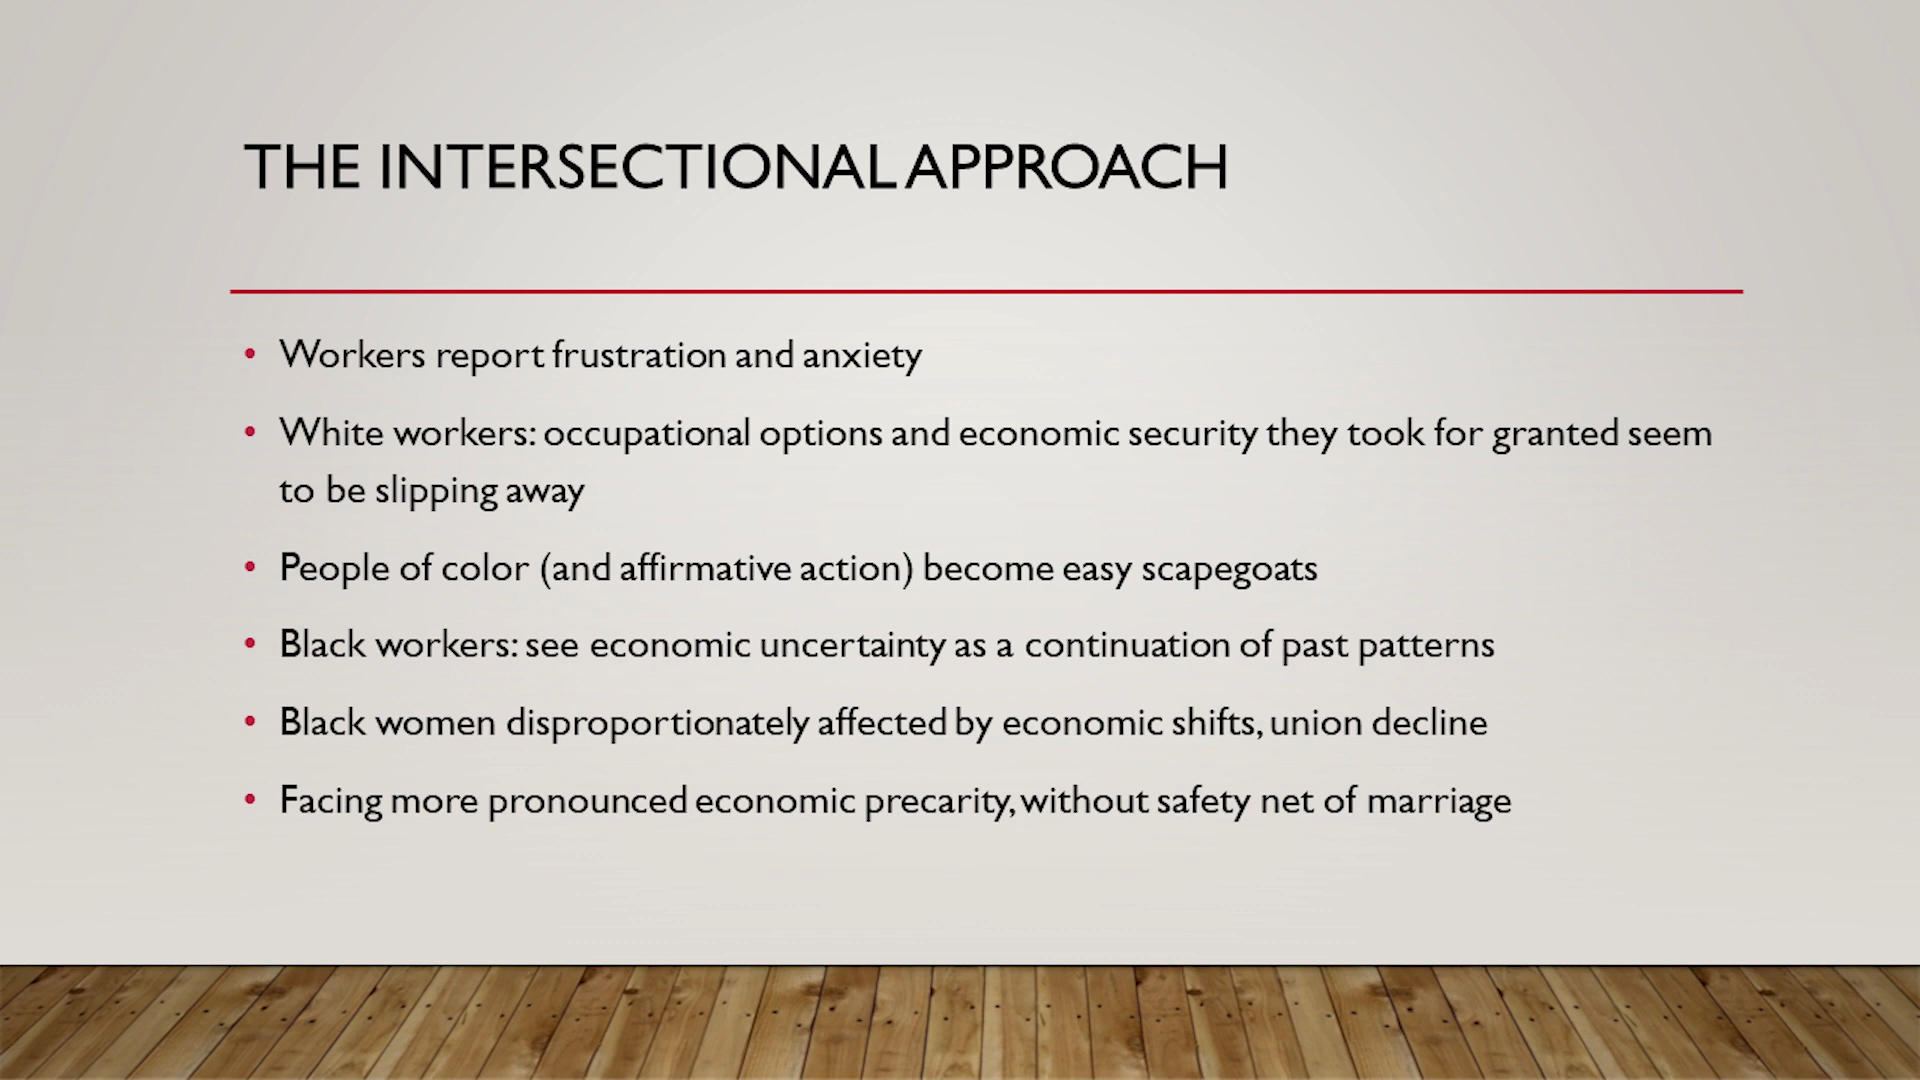 THE INTERSECTIONAL APPROACH
• Workers report frustration and anxiety
• White workers: occupational options and economic security they took for granted seem
to be slipping away
• People of color (and affirmative action) become easy scapegoats
• Black workers: see economic uncertainty as a continuation of past patterns
• Black women disproportionately affected by economic shifts, union decline
• Facing more pronounced economic precarity, without safety net of marriage